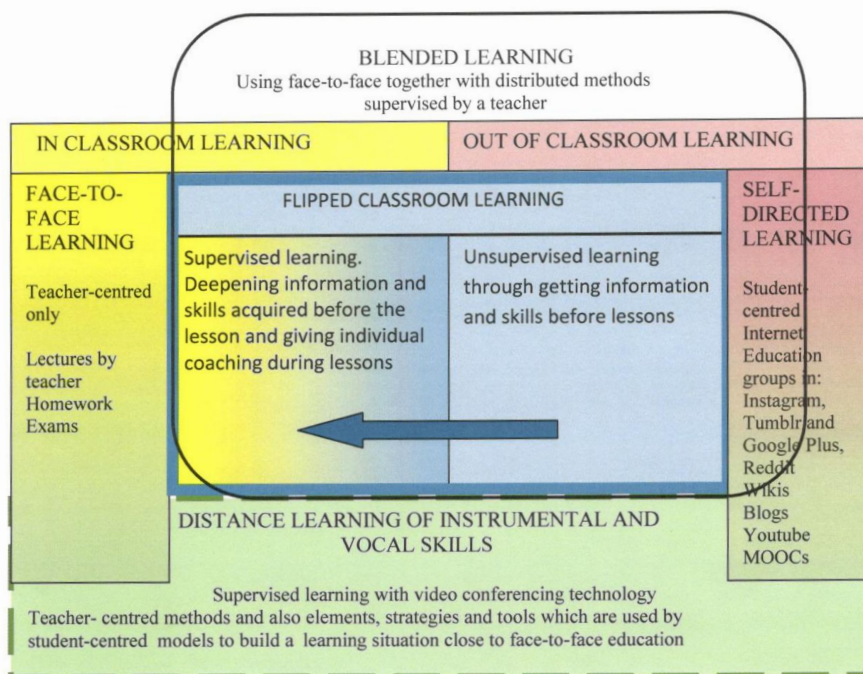 BLENDED LEARNING
Using face-to-face together with distributed methods
supervised by a teacher
IN CLASSROOM LEARNING
OUT OF CLASSROOM LEARNING
FACE-TO-
FACE
LEARNING
Teacher-centred
only
Lectures by
teacher
Homework
Exams
FLIPPED CLASSROOM LEARNING
Supervised learning.
Deepening information and
skills acquired before the
lesson and giving individual
coaching during lessons
Unsupervised learning
through getting information
and skills before lessons
SELF-
DIRECTED
LEARNING
Student-
centred
Internet
Education
groups in:
Instagram,
Tumblr and
Google Plus,
Reddit
Wikis
Blogs
Youtube
MOOCs
DISTANCE LEARNING OF INSTRUMENTAL AND
VOCAL SKILLS
Supervised learning with video conferencing technology
Teacher- centred methods and also elements, strategies and tools which are used by
student-centred models to build a learning situation close to face-to-face education